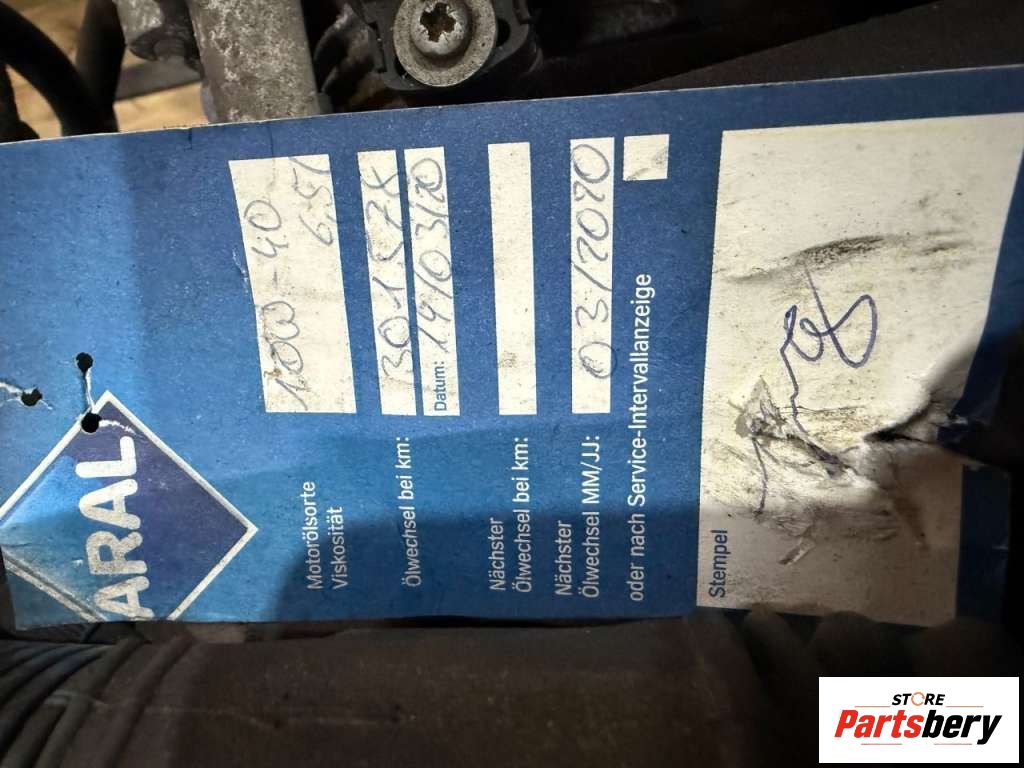 ARAL
Motorölsorte
Viskosität
10W-40
6,5l
Ölwechsel bei km:
301578
Datum: 19/03/20
Nächster
Ölwechsel bei km:
Nächster
Ölwechsel MM/JJ:
03/2020
oder nach Service-Intervallanzeige
Stempel
STORE
Partsbery